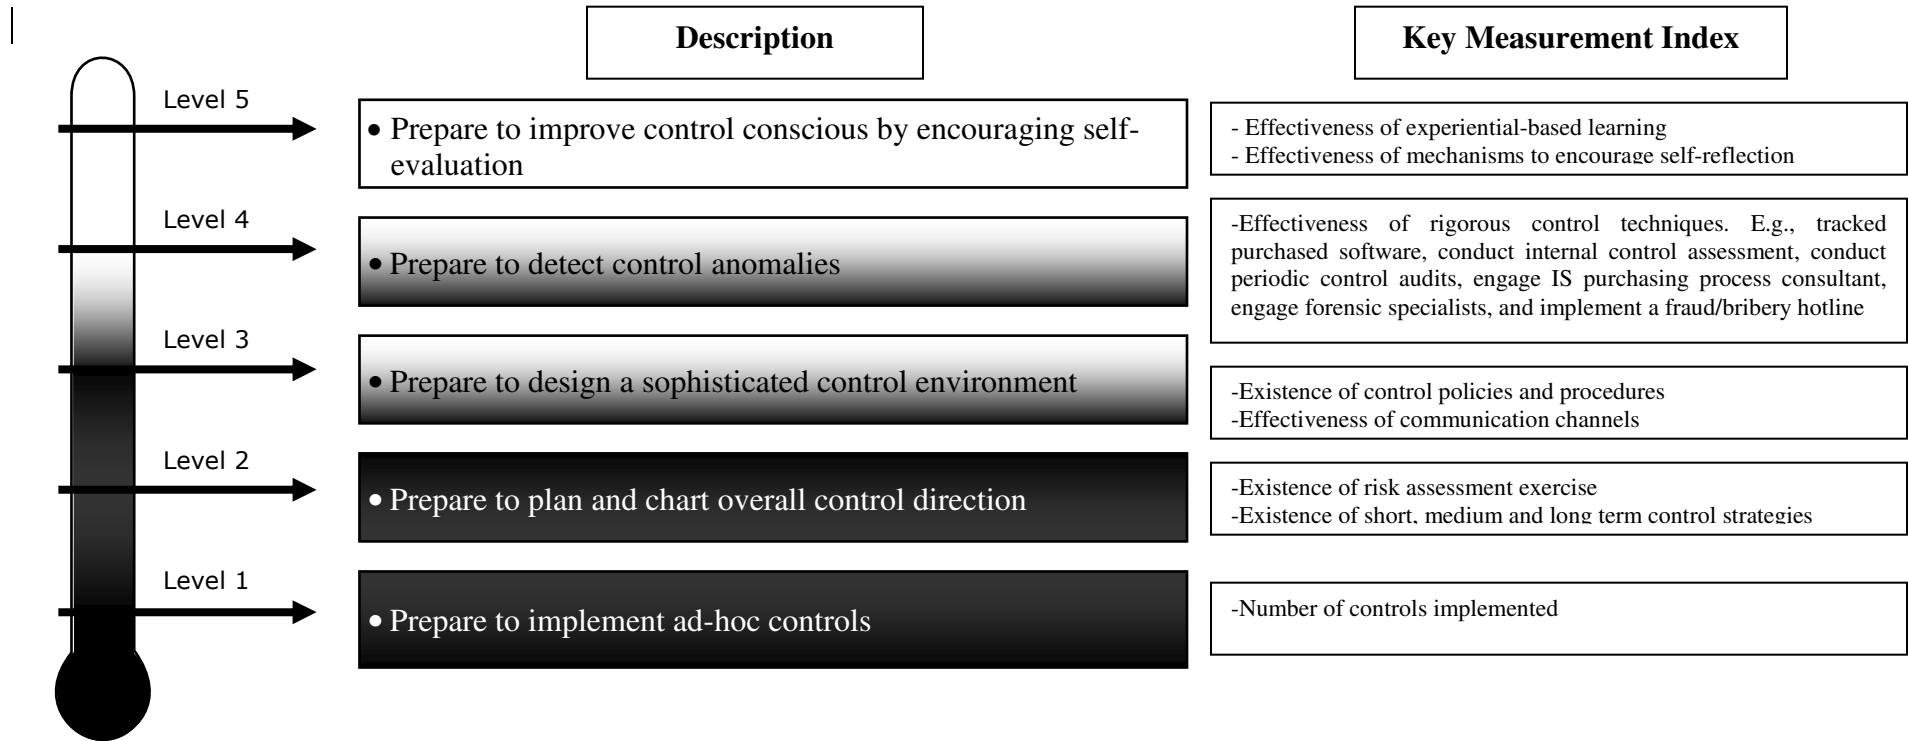 Description
Key Measurement Index
Level 5
• Prepare to improve control conscious by encouraging self-
evaluation
- Effectiveness of experiential-based learning
- Effectiveness of mechanisms to encourage self-reflection
Level 4
• Prepare to detect control anomalies
-Effectiveness of rigorous control techniques. E.g., tracked
purchased software, conduct internal control assessment, conduct
periodic control audits, engage IS purchasing process consultant,
engage forensic specialists, and implement a fraud/bribery hotline
Level 3
• Prepare to design a sophisticated control environment
-Existence of control policies and procedures
-Effectiveness of communication channels
Level 2
• Prepare to plan and chart overall control direction
-Existence of risk assessment exercise
-Existence of short, medium and long term control strategies
Level 1
• Prepare to implement ad-hoc controls
-Number of controls implemented